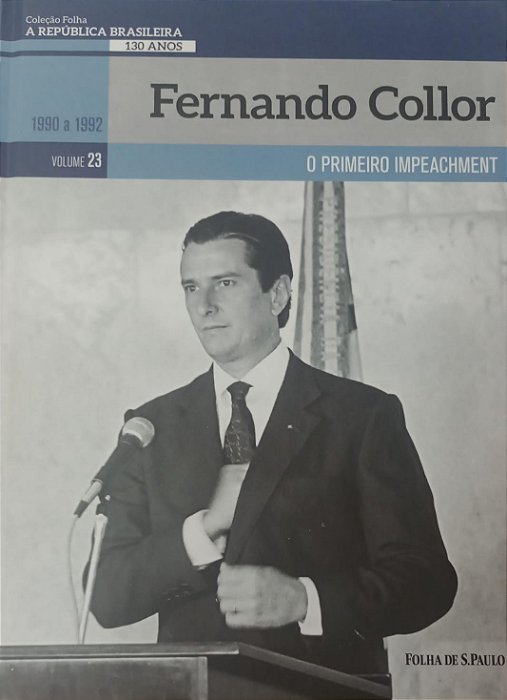 Coleção Folha
A REPÚBLICA BRASILEIRA
130 ANOS
Fernando Collor
1990 a 1992
VOLUME 23
O PRIMEIRO IMPEACHMENT
FOLHA DE S.PAULO